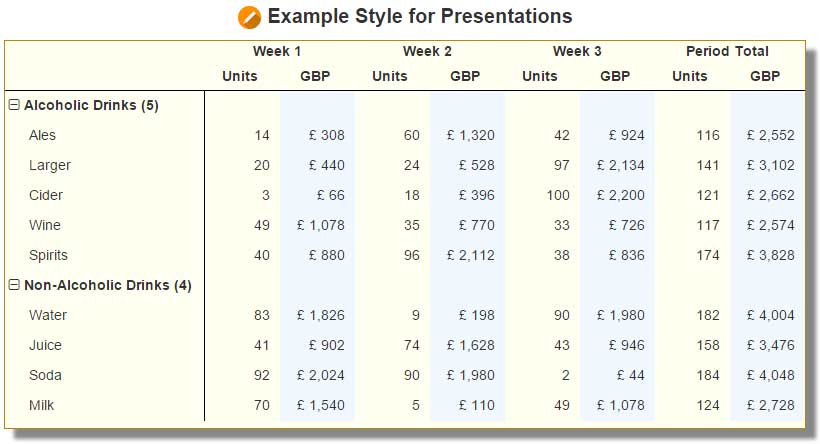 Example Style for Presentations
Week 1 Week 2 Week 3 Period Total
Units GBP Units GBP Units GBP Units GBP
Alcoholic Drinks (5)
Ales 14 £ 308 60 £ 1,320 42 £ 924 116 £ 2,552
Larger 20 £ 440 24 £ 528 97 £ 2,134 141 £ 3,102
Cider 3 £ 66 18 £ 396 100 £ 2,200 121 £ 2,662
Wine 49 £ 1,078 35 £ 770 33 £ 726 117 £ 2,574
Spirits 40 £ 880 96 £ 2,112 38 £ 836 174 £ 3,828
Non-Alcoholic Drinks (4)
Water 83 £ 1,826 9 £ 198 90 £ 1,980 182 £ 4,004
Juice 41 £ 902 74 £ 1,628 43 £ 946 158 £ 3,476
Soda 92 £ 2,024 90 £ 1,980 2 £ 44 184 £ 4,048
Milk 70 £ 1,540 5 £ 110 49 £ 1,078 124 £ 2,728